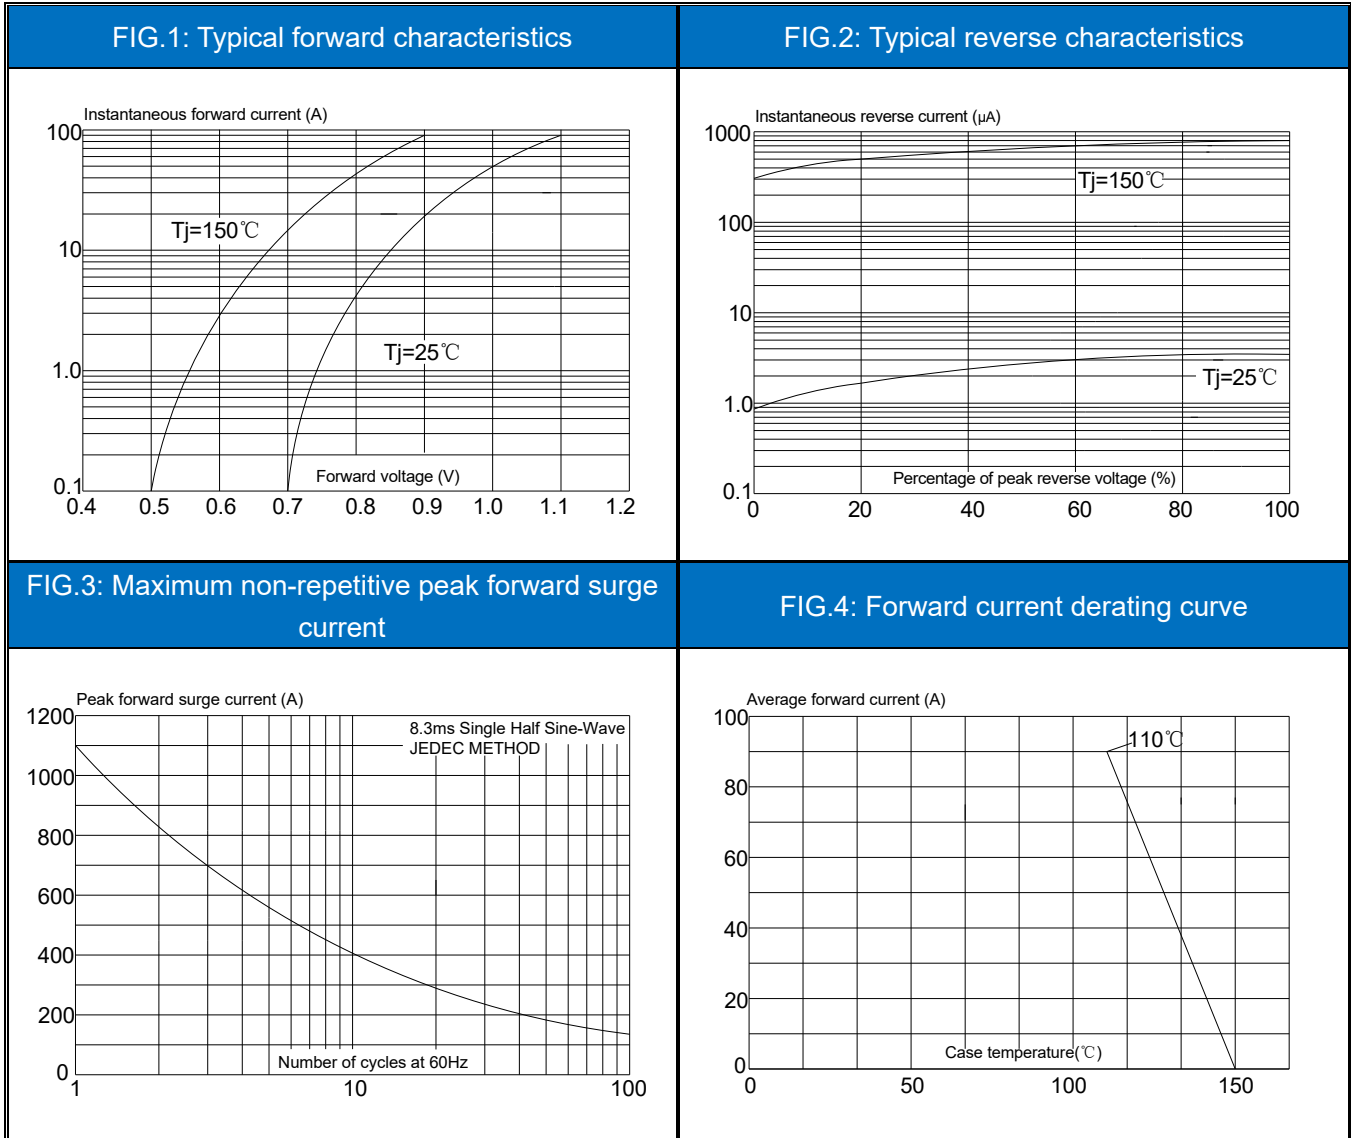 FIG.1: Typical forward characteristics
Instantaneous forward current (A)
100
10
1.0
0.1
Tj=150℃
Tj=25℃
Forward voltage (V)
0.4 0.5 0.6 0.7 0.8 0.9 1.0 1.1 1.2
FIG.2: Typical reverse characteristics
Instantaneous reverse current (μA)
1000
100
10
1.0
0.1
Tj=150℃
Tj=25℃
Percentage of peak reverse voltage (%)
0 20 40 60 80 100
FIG.3: Maximum non-repetitive peak forward surge
current
Peak forward surge current (A)
1200
1000
800
600
400
200
0
8.3ms Single Half Sine-Wave
JEDEC METHOD
Number of cycles at 60Hz
1 10 100
FIG.4: Forward current derating curve
Average forward current (A)
100
80
60
40
20
0
110℃
Case temperature(℃)
0 50 100 150